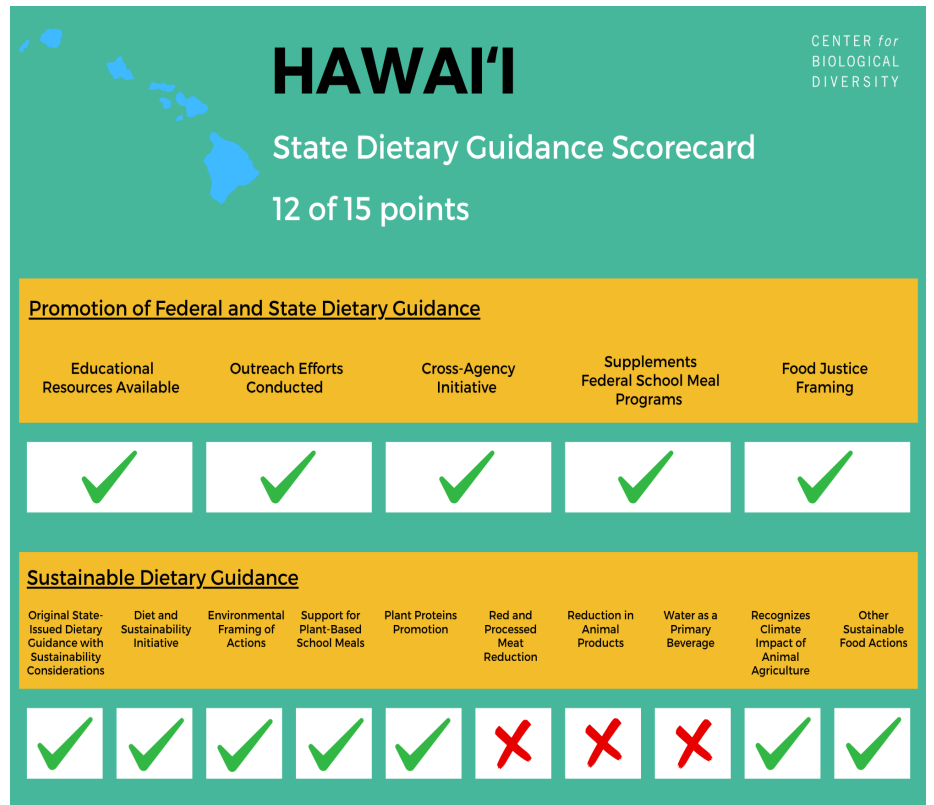 HAWAI‘I
CENTER for
BIOLOGICAL
DIVERSITY
State Dietary Guidance Scorecard
12 of 15 points
Promotion of Federal and State Dietary Guidance
Educational
Resources Available
Outreach Efforts
Conducted
Cross-Agency
Initiative
Supplements
Federal School Meal
Programs
Food Justice
Framing
Sustainable Dietary Guidance
Original State-
Issued Dietary
Guidance with
Sustainability
Considerations
Diet and
Sustainability
Initiative
Environmental
Framing of
Actions
Support for
Plant-Based
School Meals
Plant Proteins
Promotion
Red and
Processed
Meat
Reduction
Reduction in
Animal
Products
Water as a
Primary
Beverage
Recognizes
Climate
Impact of
Animal
Agriculture
Other
Sustainable
Food Actions